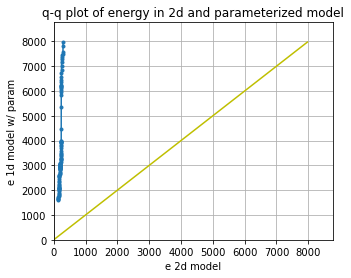 q-q plot of energy in 2d and parameterized model
8000
7000
6000
5000
4000
3000
2000
1000
0
e 1d model w/ param
0 1000 2000 3000 4000 5000 6000 7000 8000
e 2d model